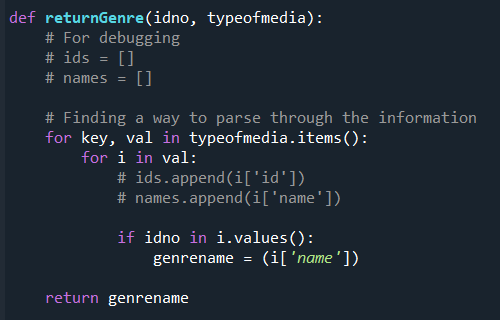 def returnGenre(idno, typeofmedia):
    # For debugging
    # ids = []
    # names = []
    # Finding a way to parse through the information
    for key, val in typeofmedia.items():
        for i in val:
            # ids.append(i['id'])
            # names.append(i['name'])
            if idno in i.values():
                genrename = (i['name'])
    return genrename